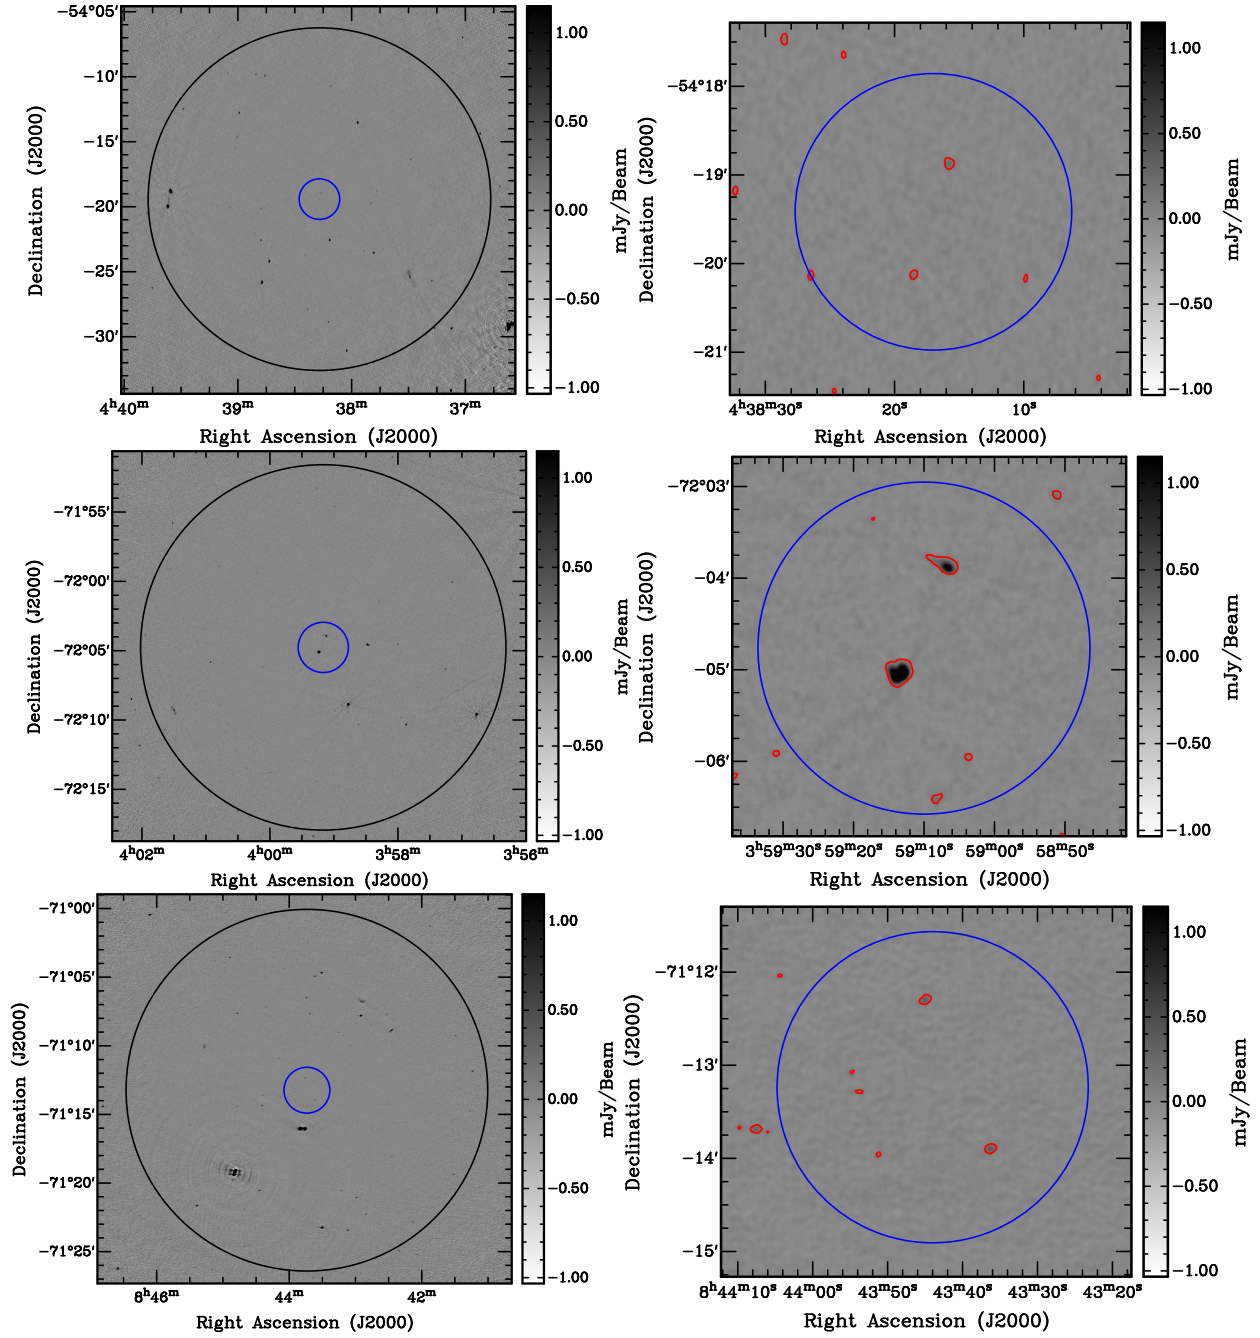 −54°05′
−10′
−15′
−20′
−25′
−30′
4ʰ40ᵐ 39ᵐ 38ᵐ 37ᵐ
Right Ascension (J2000)
Declination (J2000)
1.00
0.50
0.00
−0.50
−1.00
mJy/Beam
−54°18′
−19′
−20′
−21′
4ʰ38ᵐ30ˢ 20ˢ 10ˢ
Right Ascension (J2000)
Declination (J2000)
1.00
0.50
0.00
−0.50
−1.00
mJy/Beam
−71°55′
−72°00′
−72°05′
−72°10′
−72°15′
4ʰ02ᵐ 4ʰ00ᵐ 3ʰ58ᵐ 3ʰ56ᵐ
Right Ascension (J2000)
Declination (J2000)
1.00
0.50
0.00
−0.50
−1.00
mJy/Beam
−72°03′
−04′
−05′
−06′
3ʰ59ᵐ30ˢ 59ᵐ20ˢ 59ᵐ10ˢ 59ᵐ00ˢ 58ᵐ50ˢ
Right Ascension (J2000)
Declination (J2000)
1.00
0.50
0.00
−0.50
−1.00
mJy/Beam
−71°00′
−71°05′
−71°10′
−71°15′
−71°20′
−71°25′
8ʰ46ᵐ 44ᵐ 42ᵐ
Right Ascension (J2000)
Declination (J2000)
1.00
0.50
0.00
−0.50
−1.00
mJy/Beam
−71°12′
−13′
−14′
−15′
8ʰ44ᵐ10ˢ 44ᵐ00ˢ 43ᵐ50ˢ 43ᵐ40ˢ 43ᵐ30ˢ 43ᵐ20ˢ
Right Ascension (J2000)
Declination (J2000)
1.00
0.50
0.00
−0.50
−1.00
mJy/Beam